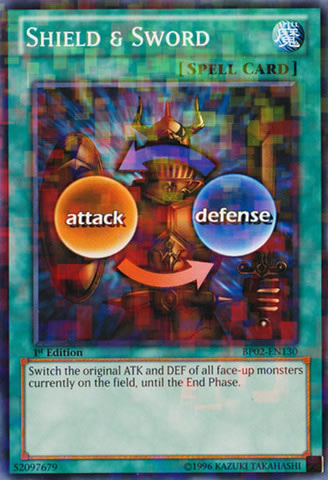 SHIELD & SWORD
魔
[SPELL CARD]
attack
defense
1st Edition
BP02-EN130
Switch the original ATK and DEF of all face-up monsters
currently on the field, until the End Phase.
52097679
©1996 KAZUKI TAKAHASHI